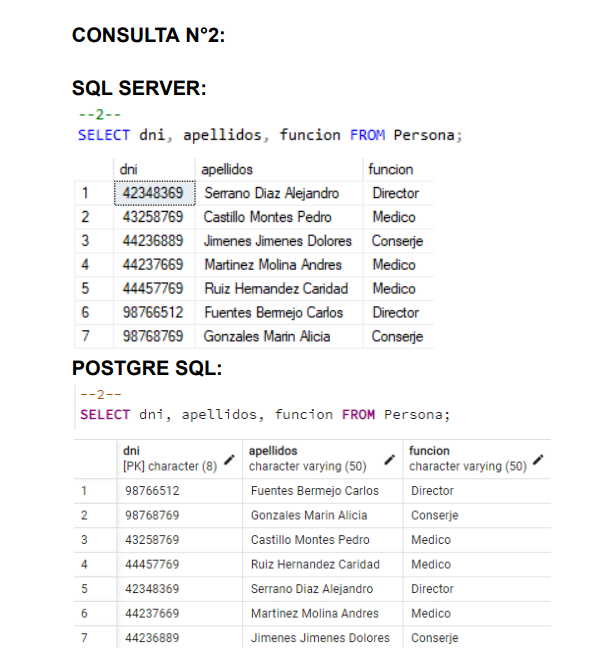 CONSULTA N°2:
SQL SERVER:
--2--
SELECT dni, apellidos, funcion FROM Persona;
dni apellidos funcion
1 42348369 Serrano Diaz Alejandro Director
2 43258769 Castillo Montes Pedro Medico
3 44236889 Jimenes Jimenes Dolores Conserje
4 44237669 Martinez Molina Andres Medico
5 44457769 Ruiz Hernandez Caridad Medico
6 98766512 Fuentes Bermejo Carlos Director
7 98768769 Gonzales Marin Alicia Conserje
POSTGRE SQL:
--2--
SELECT dni, apellidos, funcion FROM Persona;
dni apellidos funcion
[PK] character (8) character varying (50) character varying (50)
1 98766512 Fuentes Bermejo Carlos Director
2 98768769 Gonzales Marin Alicia Conserje
3 43258769 Castillo Montes Pedro Medico
4 44457769 Ruiz Hernandez Caridad Medico
5 42348369 Serrano Diaz Alejandro Director
6 44237669 Martinez Molina Andres Medico
7 44236889 Jimenes Jimenes Dolores Conserje